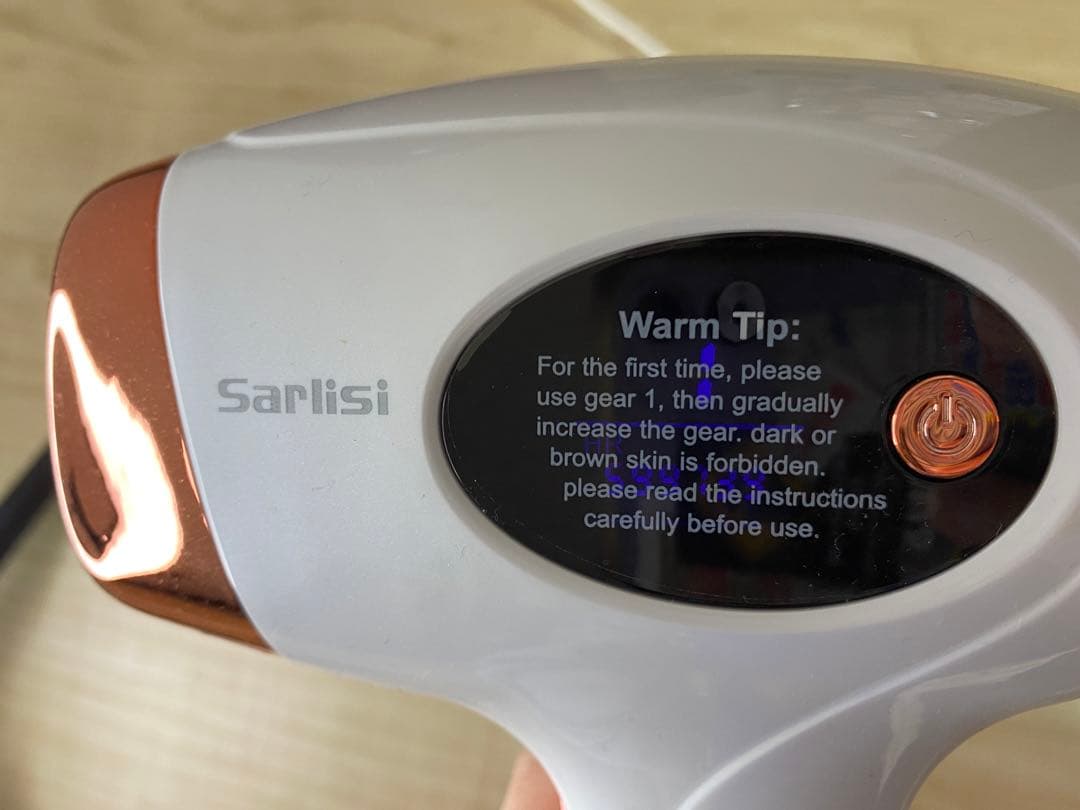 Sarlisi
Warm Tip:
For the first time, please
use gear 1, then gradually
increase the gear. dark or
brown skin is forbidden.
please read the instructions
carefully before use.